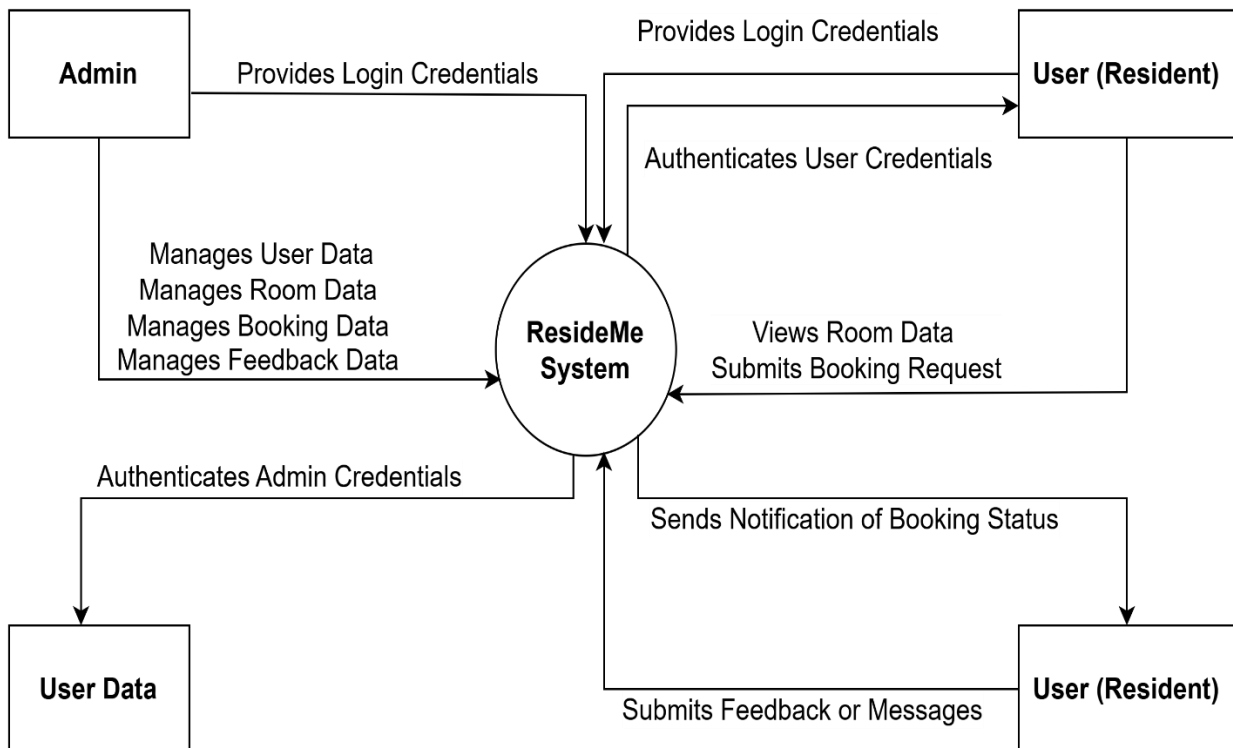 Admin
Provides Login Credentials
Provides Login Credentials
User (Resident)
Authenticates User Credentials
Manages User Data
Manages Room Data
Manages Booking Data
Manages Feedback Data
ResideMe
System
Views Room Data
Submits Booking Request
Authenticates Admin Credentials
Sends Notification of Booking Status
User Data
Submits Feedback or Messages
User (Resident)